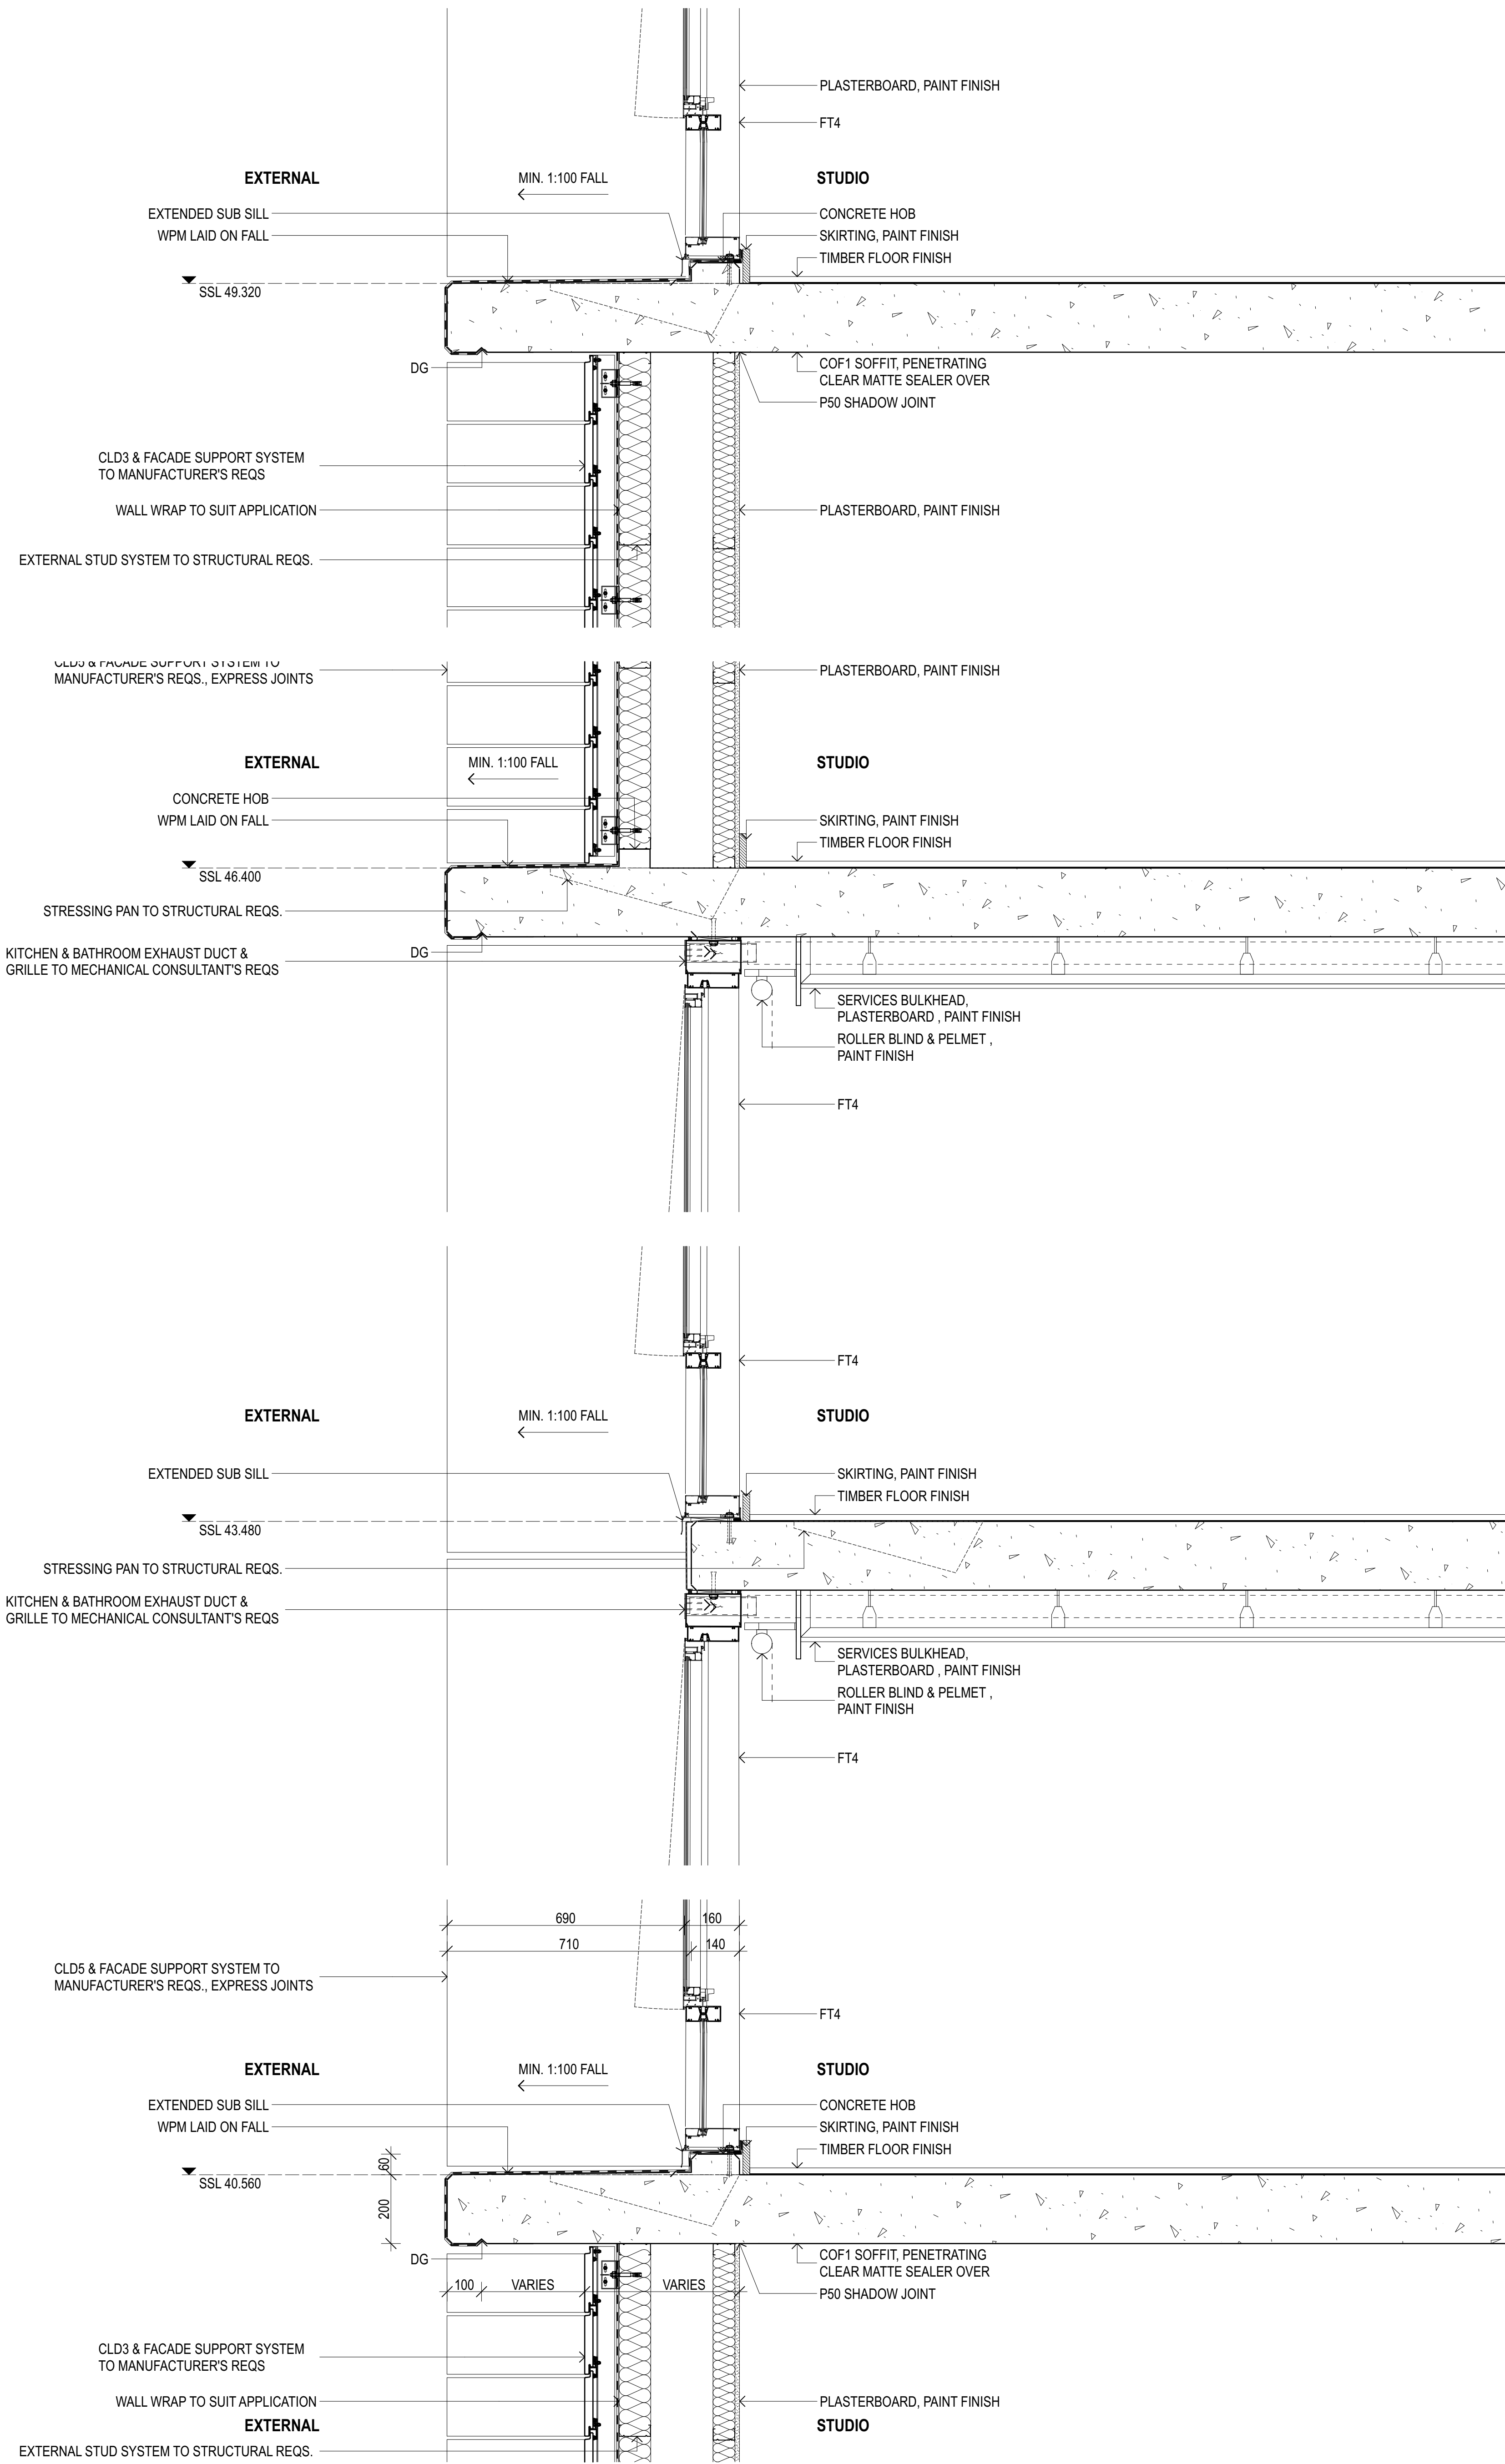 PLASTERBOARD, PAINT FINISH
FT4
EXTERNAL
MIN. 1:100 FALL
STUDIO
EXTENDED SUB SILL
CONCRETE HOB
WPM LAID ON FALL
SKIRTING, PAINT FINISH
TIMBER FLOOR FINISH
SSL 49.320
DG
COF1 SOFFIT, PENETRATING
CLEAR MATTE SEALER OVER
P50 SHADOW JOINT
CLD3 & FACADE SUPPORT SYSTEM
TO MANUFACTURER'S REQS
WALL WRAP TO SUIT APPLICATION
PLASTERBOARD, PAINT FINISH
EXTERNAL STUD SYSTEM TO STRUCTURAL REQS.
CLD5 & FACADE SUPPORT SYSTEM TO
MANUFACTURER'S REQS., EXPRESS JOINTS
PLASTERBOARD, PAINT FINISH
EXTERNAL
MIN. 1:100 FALL
STUDIO
CONCRETE HOB
WPM LAID ON FALL
SKIRTING, PAINT FINISH
TIMBER FLOOR FINISH
SSL 46.400
STRESSING PAN TO STRUCTURAL REQS.
KITCHEN & BATHROOM EXHAUST DUCT &
GRILLE TO MECHANICAL CONSULTANT'S REQS
DG
SERVICES BULKHEAD,
PLASTERBOARD , PAINT FINISH
ROLLER BLIND & PELMET ,
PAINT FINISH
FT4
FT4
EXTERNAL
MIN. 1:100 FALL
STUDIO
EXTENDED SUB SILL
SKIRTING, PAINT FINISH
TIMBER FLOOR FINISH
SSL 43.480
STRESSING PAN TO STRUCTURAL REQS.
KITCHEN & BATHROOM EXHAUST DUCT &
GRILLE TO MECHANICAL CONSULTANT'S REQS
SERVICES BULKHEAD,
PLASTERBOARD , PAINT FINISH
ROLLER BLIND & PELMET ,
PAINT FINISH
FT4
690
160
710
140
CLD5 & FACADE SUPPORT SYSTEM TO
MANUFACTURER'S REQS., EXPRESS JOINTS
FT4
EXTERNAL
MIN. 1:100 FALL
STUDIO
EXTENDED SUB SILL
CONCRETE HOB
WPM LAID ON FALL
SKIRTING, PAINT FINISH
TIMBER FLOOR FINISH
60
SSL 40.560
200
DG
COF1 SOFFIT, PENETRATING
CLEAR MATTE SEALER OVER
100
VARIES
VARIES
P50 SHADOW JOINT
CLD3 & FACADE SUPPORT SYSTEM
TO MANUFACTURER'S REQS
WALL WRAP TO SUIT APPLICATION
PLASTERBOARD, PAINT FINISH
EXTERNAL
STUDIO
EXTERNAL STUD SYSTEM TO STRUCTURAL REQS.